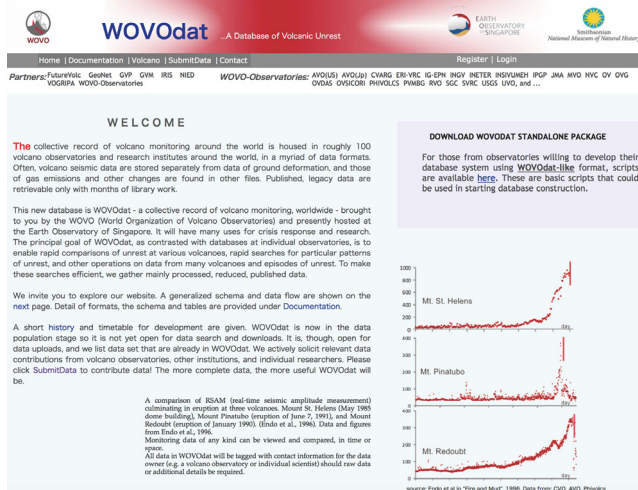 WOVO
WOVOdat ...A Database of Volcanic Unrest
EARTH
OBSERVATORY
OF SINGAPORE
Smithsonian
National Museum of Natural History
Home | Documentation | Volcano | SubmitData | Contact
Register | Login
Partners: FutureVolc GeoNet GVP GVM IRIS NIED
VOGRIPA WOVO-Observatories
WOVO-Observatories: AVO(US) AVO(Jp) CVARG ERI-VRC IG-EPN INGV INETER INSIVUMEH IPGP JMA MVO NVC OV OVG
OVDAS OVSICORI PHIVOLCS PVMBG RVO SGC SVRC USGS UVO, and ...
WELCOME
The collective record of volcano monitoring around the world is housed in roughly 100
volcano observatories and research institutes around the world, in a myriad of data formats.
Often, volcano seismic data are stored separately from data of ground deformation, and those
of gas emissions and other changes are found in other files. Published, legacy data are
retrievable only with months of library work.
This new database is WOVOdat - a collective record of volcano monitoring, worldwide - brought
to you by the WOVO (World Organization of Volcano Observatories) and presently hosted at
the Earth Observatory of Singapore. It will have many uses for crisis response and research.
The principal goal of WOVOdat, as contrasted with databases at individual observatories, is to
enable rapid comparisons of unrest at various volcanoes, rapid searches for particular patterns
of unrest, and other operations on data from many volcanoes and episodes of unrest. To make
these searches efficient, we gather mainly processed, reduced, published data.
We invite you to explore our website. A generalized schema and data flow are shown on the
next page. Detail of formats, the schema and tables are provided under Documentation.
A short history and timetable for development are given. WOVOdat is now in the data
population stage so it is not yet open for data search and downloads. It is, though, open for
data uploads, and we list data set that are already in WOVOdat. We actively solicit relevant data
contributions from volcano observatories, other institutions, and individual researchers. Please
click SubmitData to contribute data! The more complete data, the more useful WOVOdat will
be.
A comparison of RSAM (real-time seismic amplitude measurement)
culminating in eruption at three volcanoes. Mount St. Helens (May 1985
dome building), Mount Pinatubo (eruption of June 7, 1991), and Mount
Redoubt (eruption of January 1990). (Endo et al., 1996). Data and figures
from Endo et al., 1996.
Monitoring data of any kind can be viewed and compared, in time or
space.
All data in WOVOdat will be tagged with contact information for the data
owner (e.g. a volcano observatory or individual scientist) should raw data
or additional details be required.
DOWNLOAD WOVODAT STANDALONE PACKAGE
For those from observatories willing to develop their
database system using WOVOdat-like format, scripts
are available here. These are basic scripts that could
be used in starting database construction.
1000
800
600
400
200
0
Mt. St. Helens
day
400
300
200
100
0
Mt. Pinatubo
day
400
300
200
100
0
Mt. Redoubt
day
source: Endo et al in "Fire and Mud", 1996. Data from: CVO, AVO, Phivolcs